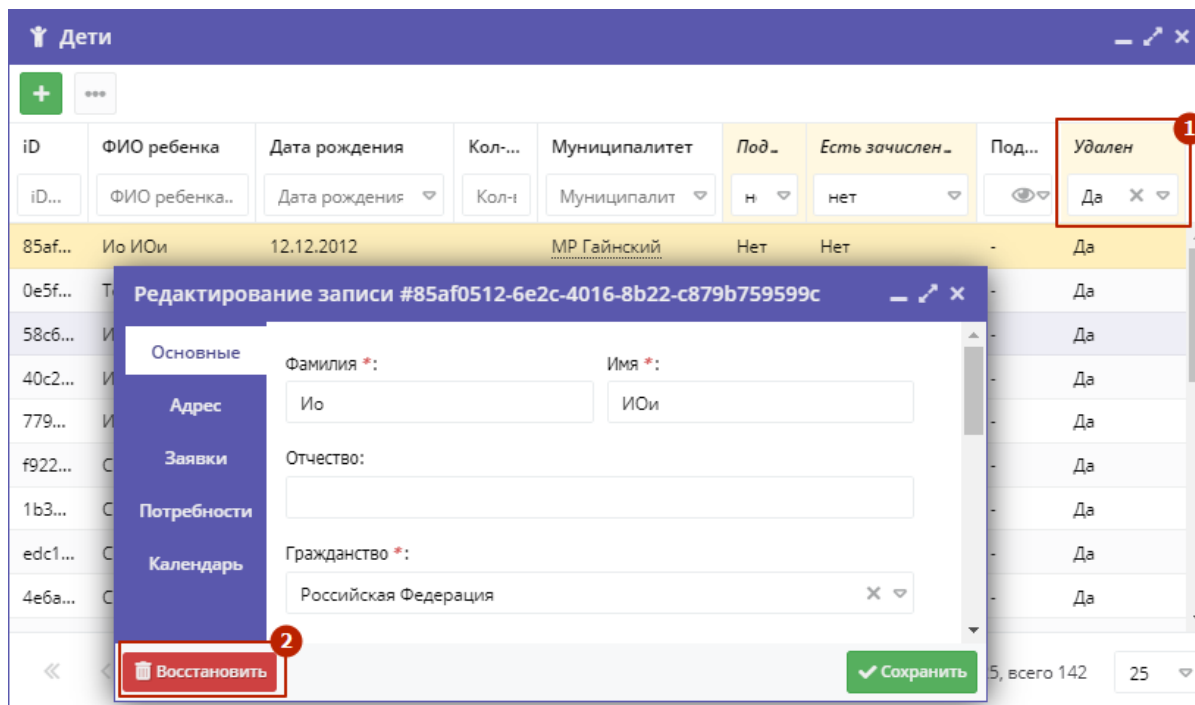 Дети
iD ФИО ребенка Дата рождения Кол-... Муниципалитет Под... Есть зачислен... Под... Удален
1
iD... ФИО ребенка.. Дата рождения Муниципалит н нет Да
85af... Ио ИОи 12.12.2012 МР Гайнский Нет Нет - Да
0e5f... - Да
58c6... - Да
40c2... - Да
779... - Да
f922... - Да
1b3... - Да
edc1... - Да
4e6a... - Да
Редактирование записи #85af0512-6e2c-4016-8b22-c879b759599c
Основные
Адрес
Заявки
Потребности
Календарь
Фамилия *: Имя *:
Ио ИОи
Отчество:
Гражданство *:
Российская Федерация
2
Восстановить Сохранить
5, всего 142 25